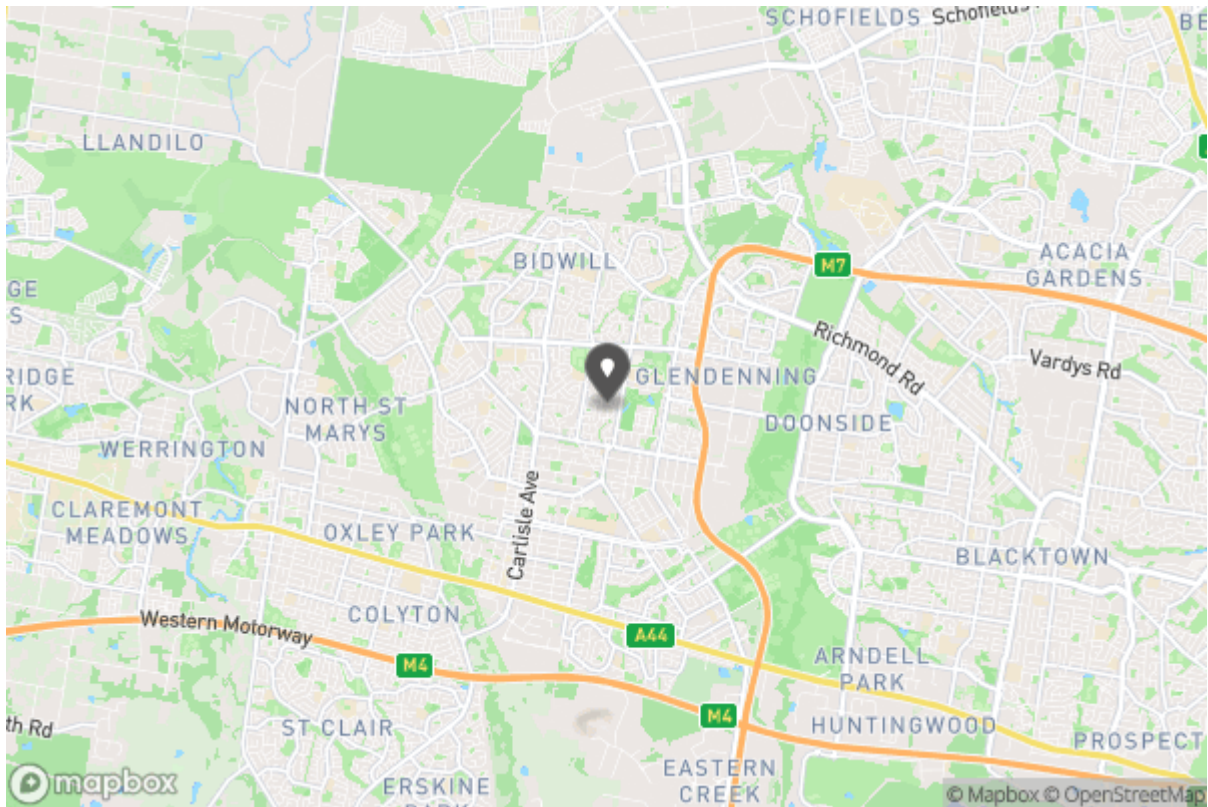 SCHOFIELDS
Schofields
LLANDILO
BIDWILL
M7
ACACIA
GARDENS
Richmond Rd
Vardys Rd
GLENDENNING
NORTH ST
MARYS
DOONSIDE
WERRINGTON
CLAREMONT
MEADOWS
OXLEY PARK
Carlisle Ave
BLACKTOWN
COLYTON
Western Motorway
A44
M4
ARNDELL
PARK
ST CLAIR
M4
HUNTINGWOOD
PROSPECT
th Rd
EASTERN
CREEK
ERSKINE
mapbox
© Mapbox © OpenStreetMap